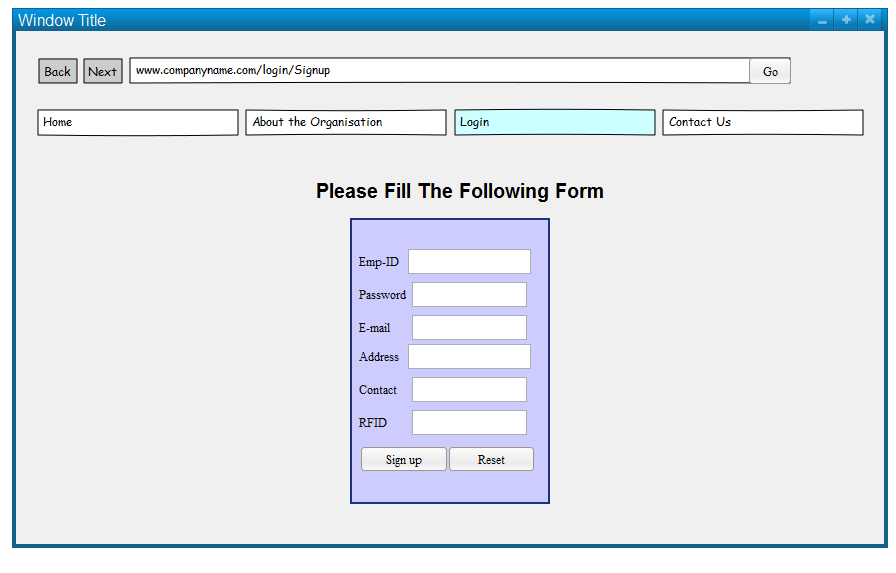 Window Title
Back Next www.companyname.com/login/Signup Go
Home About the Organisation Login Contact Us
Please Fill The Following Form
Emp-ID
Password
E-mail
Address
Contact
RFID
Sign up Reset